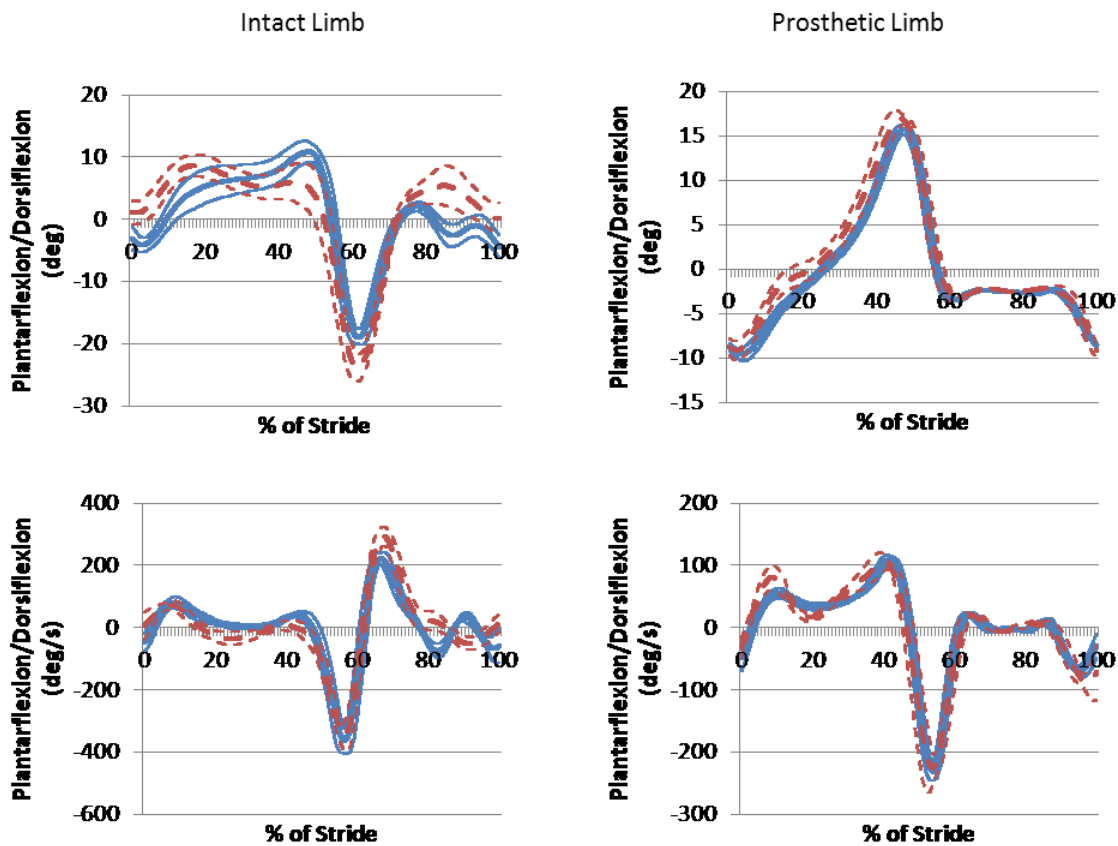 Intact Limb
Prosthetic Limb
Plantarflexion/Dorsiflexion
(deg)
20
10
0
-10
-20
-30
0 20 40 60 80 100
% of Stride
Plantarflexion/Dorsiflexion
(deg)
20
15
10
5
0
-5
-10
-15
0 20 40 60 80 100
% of Stride
Plantarflexion/Dorsiflexion
(deg/s)
400
200
0
-200
-400
-600
0 20 40 60 80 100
% of Stride
Plantarflexion/Dorsiflexion
(deg/s)
200
100
0
-100
-200
-300
0 20 40 60 80 100
% of Stride